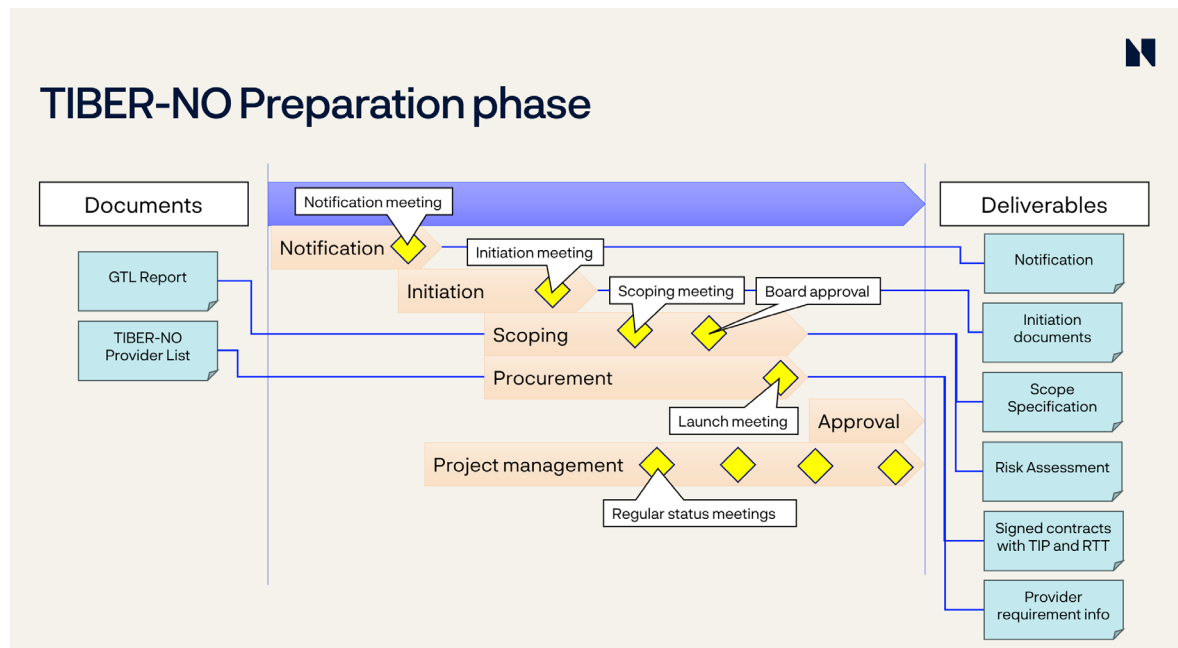 TIBER-NO Preparation phase
Documents
Notification meeting
Deliverables
Notification
Initiation meeting
Notification
GTL Report
Initiation
Scoping meeting
Board approval
TIBER-NO
Provider List
Scoping
Initiation
documents
Procurement
Scope
Specification
Launch meeting
Approval
Project management
Risk Assessment
Regular status meetings
Signed contracts
with TIP and RTT
Provider
requirement info